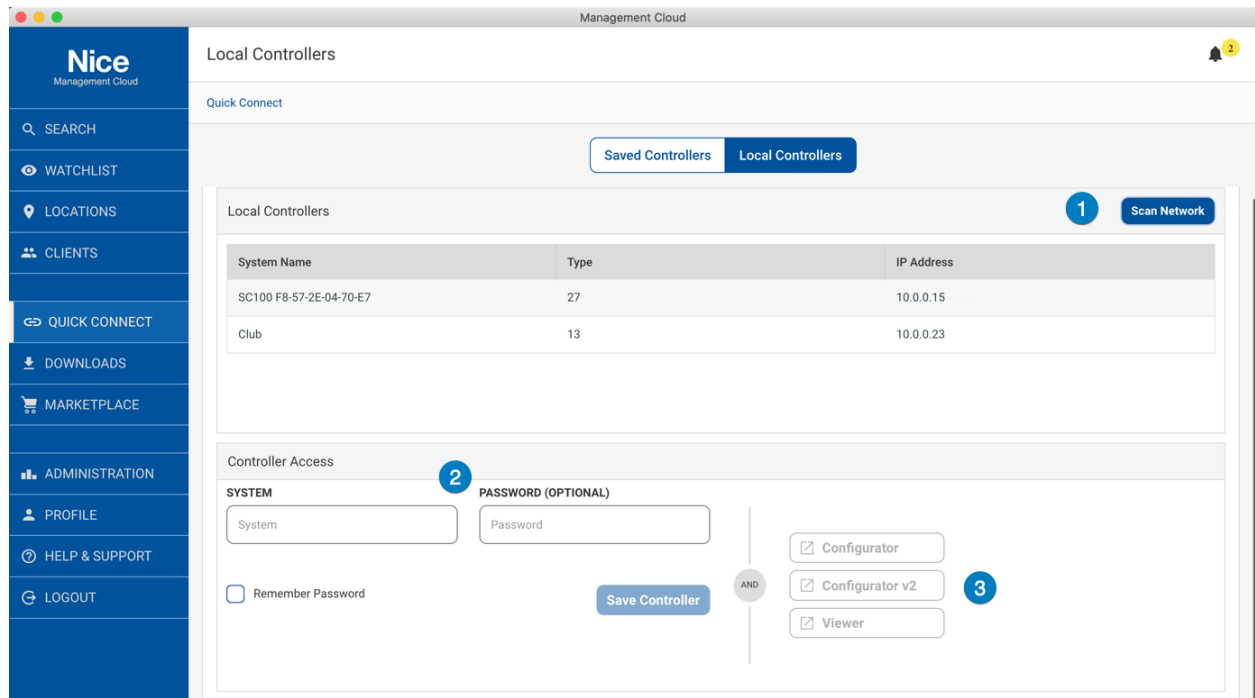 Management Cloud
Nice
Management Cloud
SEARCH
WATCHLIST
LOCATIONS
CLIENTS
QUICK CONNECT
DOWNLOADS
MARKETPLACE
ADMINISTRATION
PROFILE
HELP & SUPPORT
LOGOUT
Local Controllers
2
Quick Connect
Saved Controllers Local Controllers
Local Controllers 1 Scan Network
System Name Type IP Address
SC100 F8-57-2E-04-70-E7 27 10.0.0.15
Club 13 10.0.0.23
Controller Access
2
SYSTEM PASSWORD (OPTIONAL)
System Password
Remember Password Save Controller
AND
Configurator
Configurator v2 3
Viewer